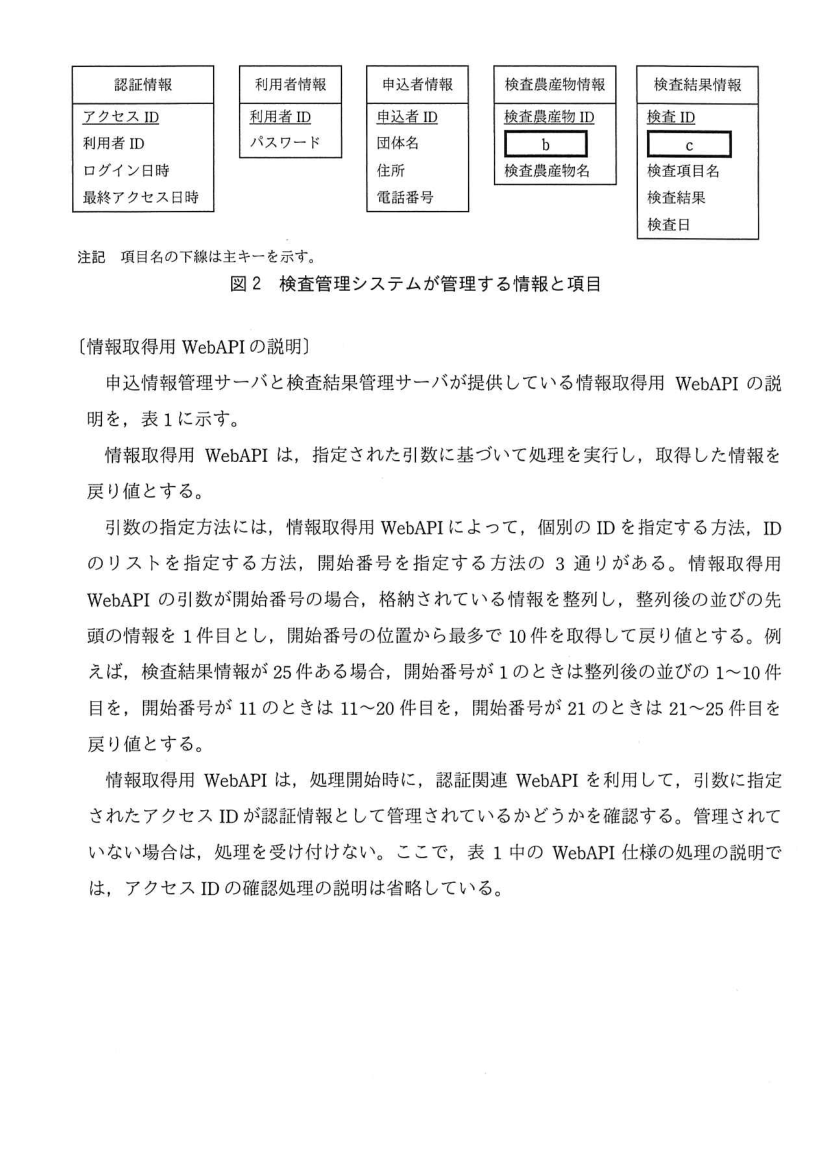 認証情報
アクセス ID
利用者 ID
ログイン日時
最終アクセス日時
利用者情報
利用者 ID
パスワード
申込者情報
申込者 ID
団体名
住所
電話番号
検査農産物情報
検査農産物 ID
b
検査農産物名
検査結果情報
検査 ID
c
検査項目名
検査結果
検査日
注記　項目名の下線は主キーを示す。
図２　検査管理システムが管理する情報と項目
〔情報取得用 WebAPI の説明〕
申込情報管理サーバと検査結果管理サーバが提供している情報取得用 WebAPI の説
明を，表 1 に示す。
情報取得用 WebAPI は，指定された引数に基づいて処理を実行し，取得した情報を
戻り値とする。
引数の指定方法には，情報取得用 WebAPI によって，個別の ID を指定する方法，ID
のリストを指定する方法，開始番号を指定する方法の 3 通りがある。情報取得用
WebAPI の引数が開始番号の場合，格納されている情報を整列し，整列後の並びの先
頭の情報を 1 件目とし，開始番号の位置から最多で 10 件を取得して戻り値とする。例
えば，検査結果情報が 25 件ある場合，開始番号が 1 のときは整列後の並びの 1～10 件
目を，開始番号が 11 のときは 11～20 件目を，開始番号が 21 のときは 21～25 件目を
戻り値とする。
情報取得用 WebAPI は，処理開始時に，認証関連 WebAPI を利用して，引数に指定
されたアクセス ID が認証情報として管理されているかどうかを確認する。管理されて
いない場合は，処理を受け付けない。ここで，表 1 中の WebAPI 仕様の処理の説明で
は，アクセス ID の確認処理の説明は省略している。